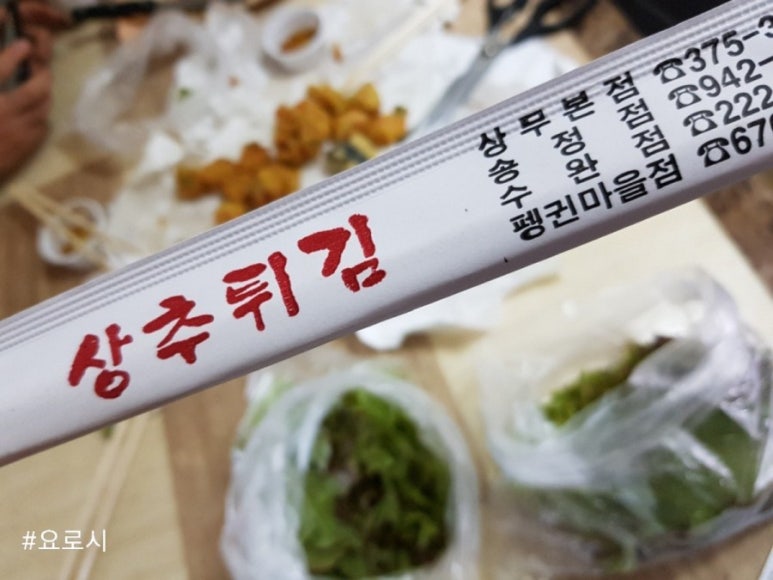 상추튀김
상 무 본 점 ☎375-3
송 정 점 ☎942-
수 완 점 ☎222
펭귄마을점 ☎67
#요로시